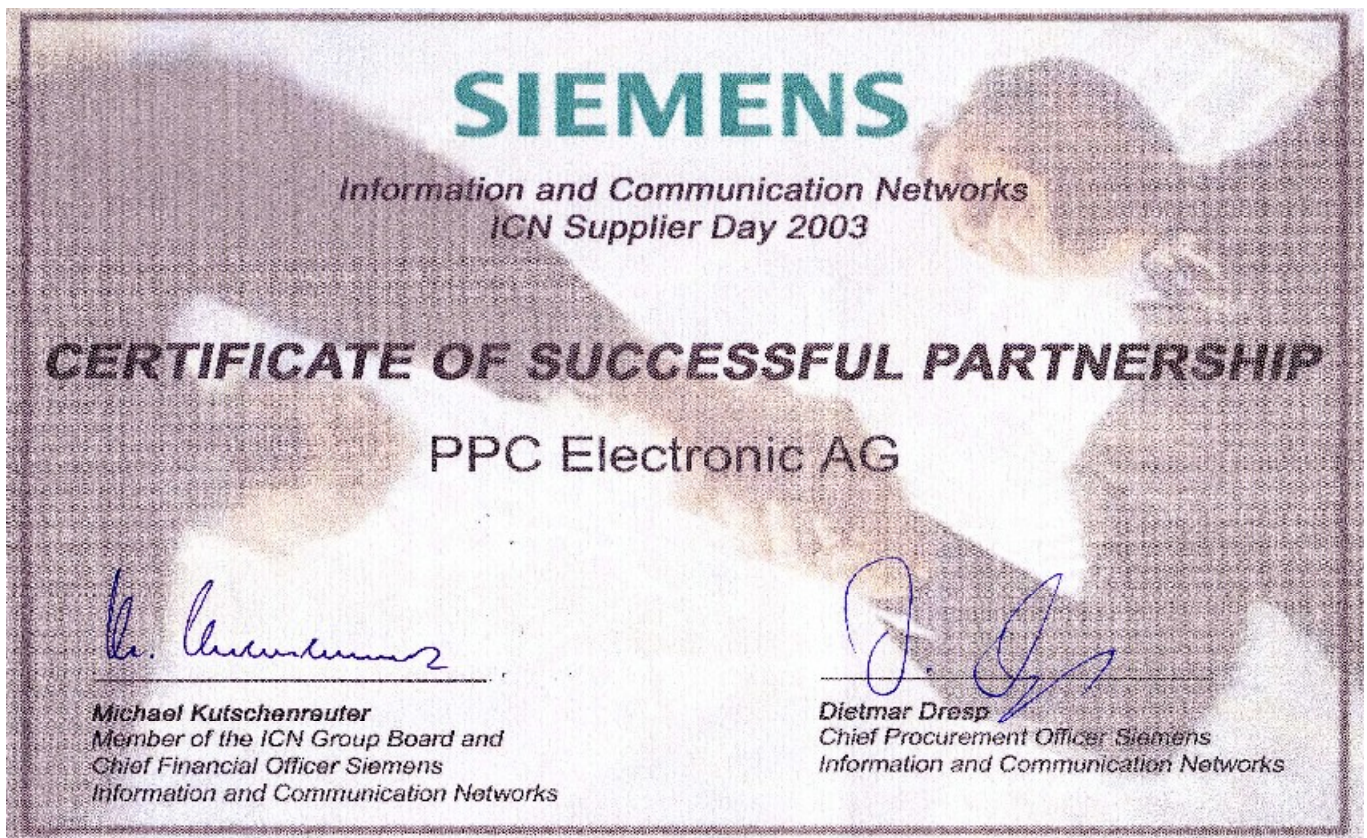 SIEMENS
Information and Communication Networks
ICN Supplier Day 2003
CERTIFICATE OF SUCCESSFUL PARTNERSHIP
PPC Electronic AG
Michael Kutschenreuter
Member of the ICN Group Board and
Chief Financial Officer Siemens
Information and Communication Networks
Dietmar Dresp
Chief Procurement Officer Siemens
Information and Communication Networks